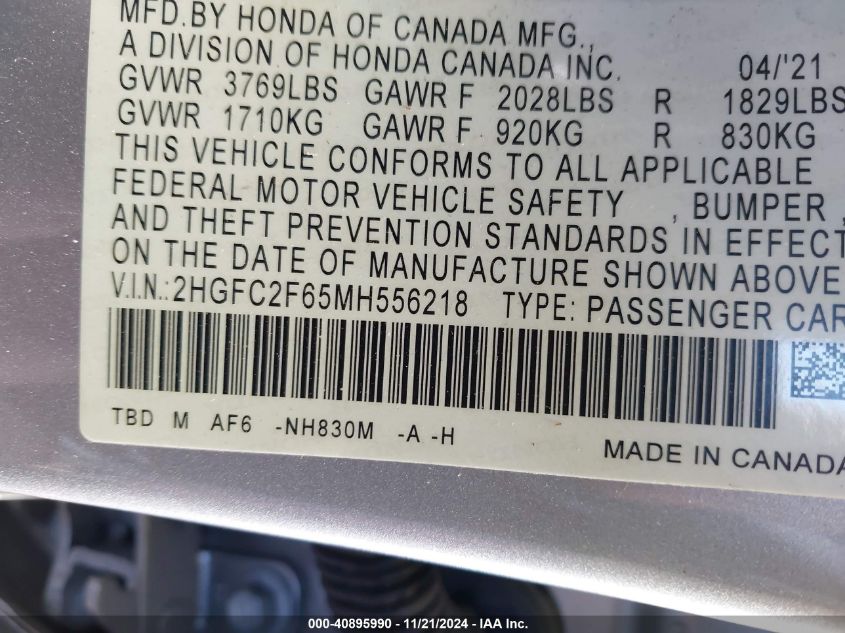 MFD.BY HONDA OF CANADA MFG.,
A DIVISION OF HONDA CANADA INC. 04/'21
GVWR 3769LBS GAWR F 2028LBS R 1829LBS
GVWR 1710KG GAWR F 920KG R 830KG
THIS VEHICLE CONFORMS TO ALL APPLICABLE
FEDERAL MOTOR VEHICLE SAFETY , BUMPER ,
AND THEFT PREVENTION STANDARDS IN EFFECT
ON THE DATE OF MANUFACTURE SHOWN ABOVE
V.I.N.: 2HGFC2F65MH556218 TYPE: PASSENGER CAR
TBD M AF6 -NH830M -A -H
MADE IN CANADA
000-40895990 - 11/21/2024 - IAA Inc.